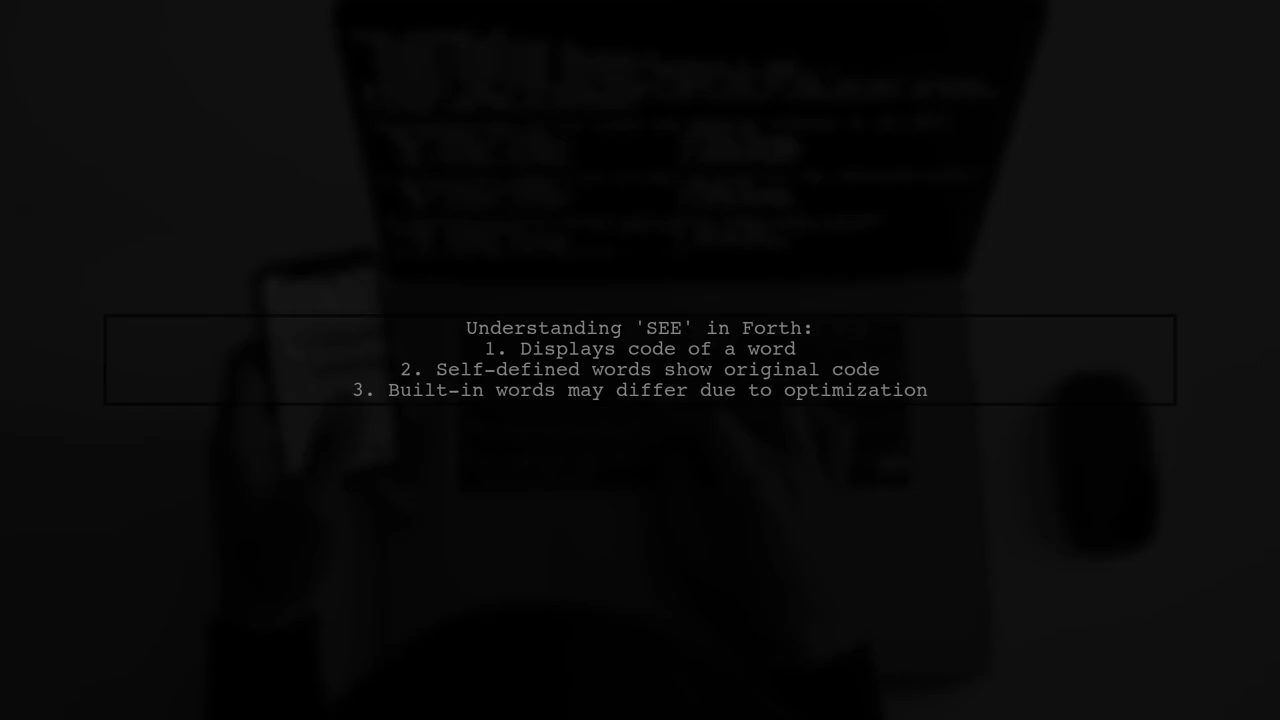 Understanding 'SEE' in Forth:
1. Displays code of a word
2. Self-defined words show original code
3. Built-in words may differ due to optimization